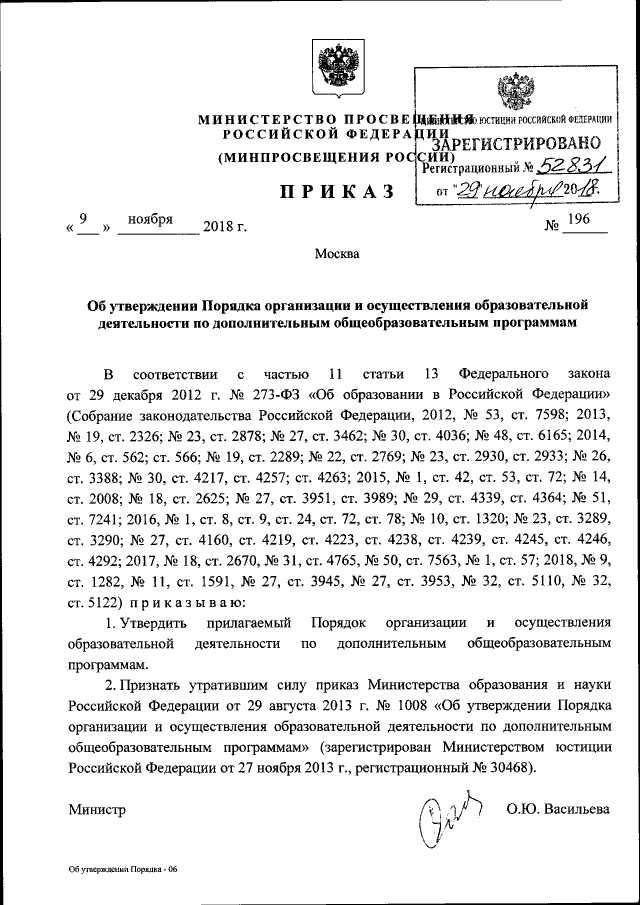 МИНИСТЕРСТВО ПРОСВЕЩЕНИЯ
РОССИЙСКОЙ ФЕДЕРАЦИИ
(МИНПРОСВЕЩЕНИЯ РОССИИ)
МИНИСТЕРСТВО ЮСТИЦИИ РОССИЙСКОЙ ФЕДЕРАЦИИ
ЗАРЕГИСТРИРОВАНО
Регистрационный № 52831
от "29" ноября 2018.
ПРИКАЗ
« 9 » ноября 2018 г. № 196
Москва
Об утверждении Порядка организации и осуществления образовательной
деятельности по дополнительным общеобразовательным программам
В соответствии с частью 11 статьи 13 Федерального закона
от 29 декабря 2012 г. № 273-ФЗ «Об образовании в Российской Федерации»
(Собрание законодательства Российской Федерации, 2012, № 53, ст. 7598; 2013,
№ 19, ст. 2326; № 23, ст. 2878; № 27, ст. 3462; № 30, ст. 4036; № 48, ст. 6165; 2014,
№ 6, ст. 562; ст. 566; № 19, ст. 2289; № 22, ст. 2769; № 23, ст. 2930, ст. 2933; № 26,
ст. 3388; № 30, ст. 4217, ст. 4257; ст. 4263; 2015, № 1, ст. 42, ст. 53, ст. 72; № 14,
ст. 2008; № 18, ст. 2625; № 27, ст. 3951, ст. 3989; № 29, ст. 4339, ст. 4364; № 51,
ст. 7241; 2016, № 1, ст. 8, ст. 9, ст. 24, ст. 72, ст. 78; № 10, ст. 1320; № 23, ст. 3289,
ст. 3290; № 27, ст. 4160, ст. 4219, ст. 4223, ст. 4238, ст. 4239, ст. 4245, ст. 4246,
ст. 4292; 2017, № 18, ст. 2670, № 31, ст. 4765, № 50, ст. 7563, № 1, ст. 57; 2018, № 9,
ст. 1282, № 11, ст. 1591, № 27, ст. 3945, № 27, ст. 3953, № 32, ст. 5110, № 32,
ст. 5122) приказываю:
1. Утвердить прилагаемый Порядок организации и осуществления
образовательной деятельности по дополнительным общеобразовательным
программам.
2. Признать утратившим силу приказ Министерства образования и науки
Российской Федерации от 29 августа 2013 г. № 1008 «Об утверждении Порядка
организации и осуществления образовательной деятельности по дополнительным
общеобразовательным программам» (зарегистрирован Министерством юстиции
Российской Федерации от 27 ноября 2013 г., регистрационный № 30468).
Министр О.Ю. Васильева
Об утверждении Порядка - 06